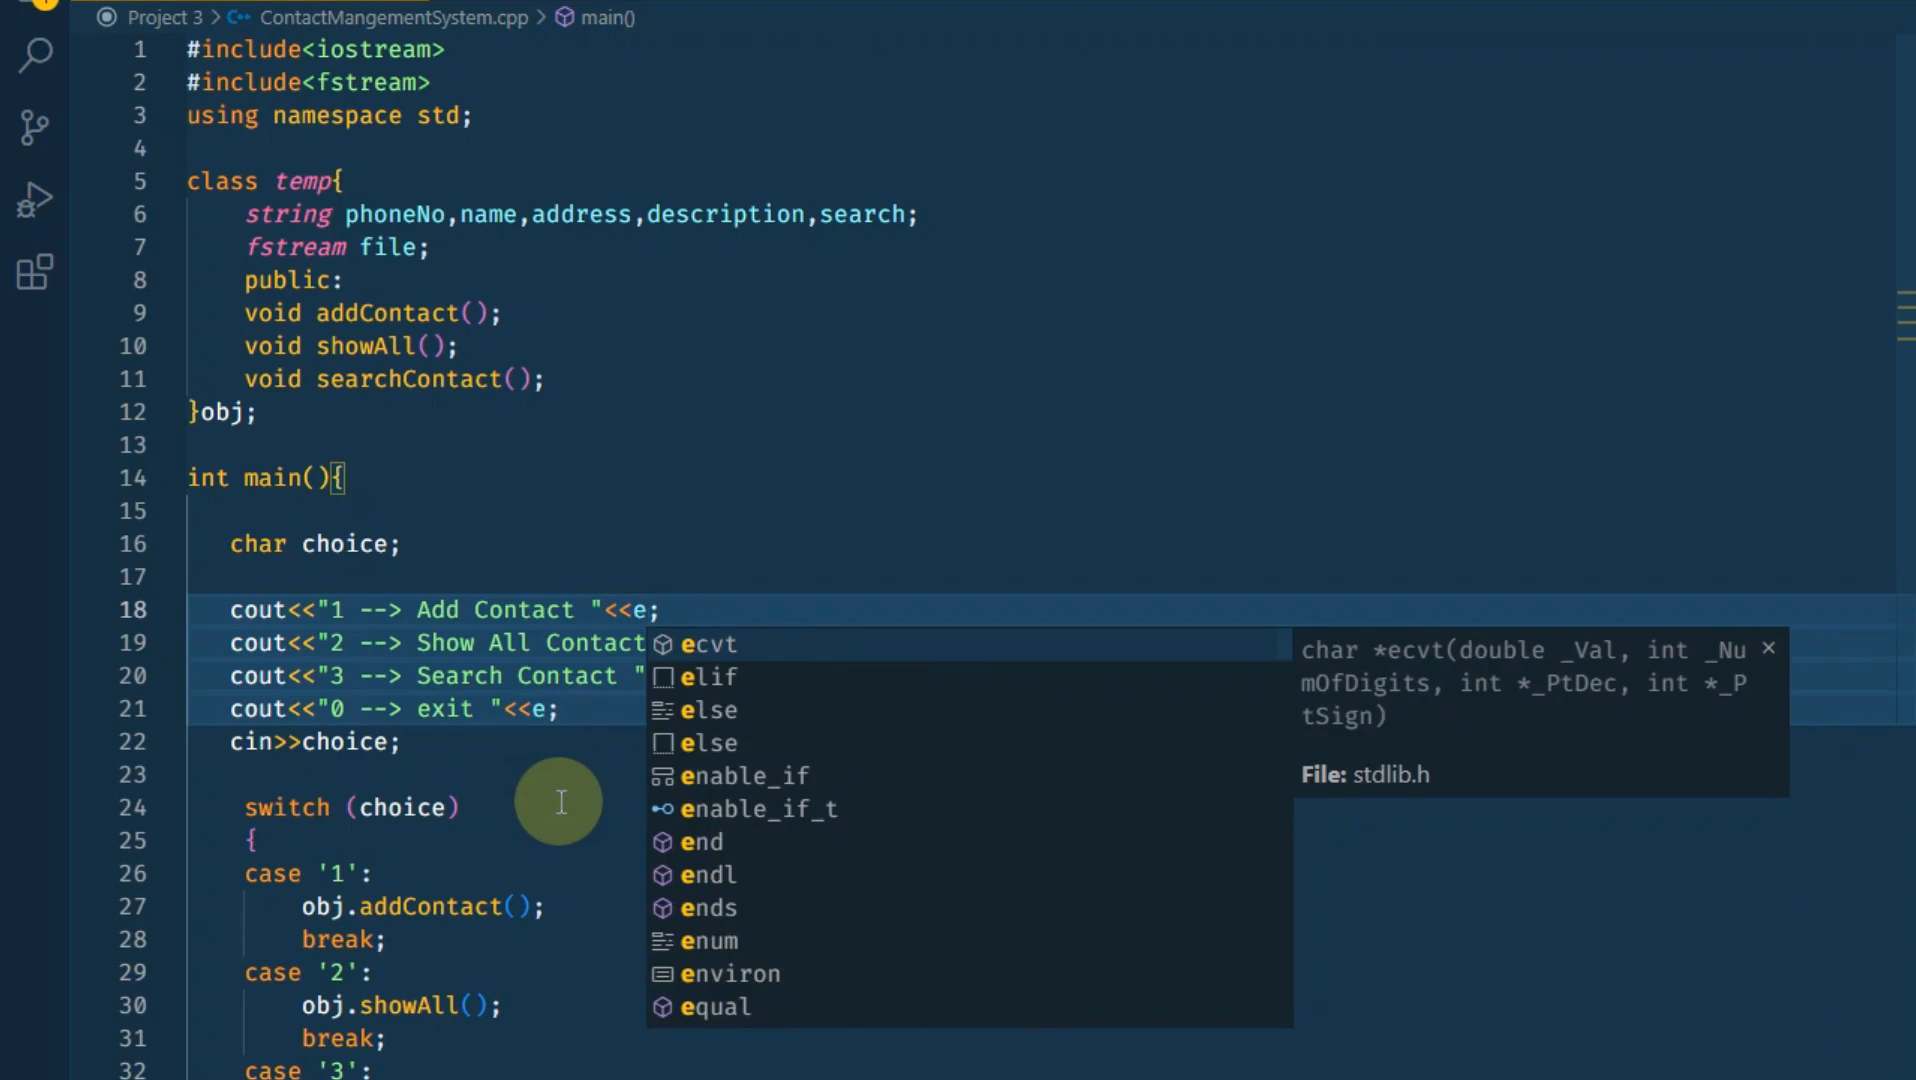 Project 3 > C++ ContactMangementSystem.cpp > main()
1 #include<iostream>
2 #include<fstream>
3 using namespace std;
4
5 class temp{
6 string phoneNo,name,address,description,search;
7 fstream file;
8 public:
9 void addContact();
10 void showAll();
11 void searchContact();
12 }obj;
13
14 int main(){
15
16 char choice;
17
18 cout<<"1 --> Add Contact "<<e;
19 cout<<"2 --> Show All Contact
20 cout<<"3 --> Search Contact "
21 cout<<"0 --> exit "<<e;
22 cin>>choice;
23
24 switch (choice)
25 {
26 case '1':
27 obj.addContact();
28 break;
29 case '2':
30 obj.showAll();
31 break;
32 case '3':
ecvt
elif
else
else
enable_if
enable_if_t
end
endl
ends
enum
environ
equal
char *ecvt(double _Val, int _Nu
mOfDigits, int *_PtDec, int *_P
tSign)
File: stdlib.h